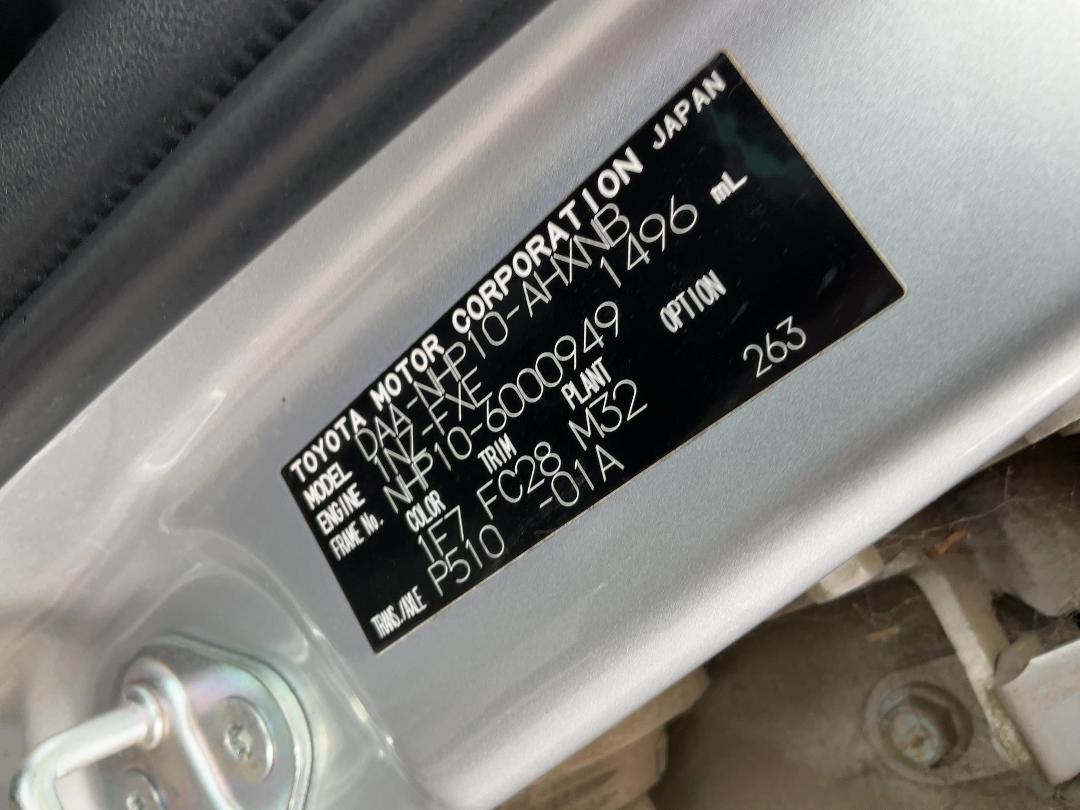 TOYOTA MOTOR CORPORATION JAPAN
MODEL DAA-NHP10-AHXNB
ENGINE 1NZ-FXE 1496 mL
FRAME No. NHP10-6000949
COLOR TRIM PLANT OPTION
1F7 FC28 M32 263
TRANS./AXLE P510 -01A